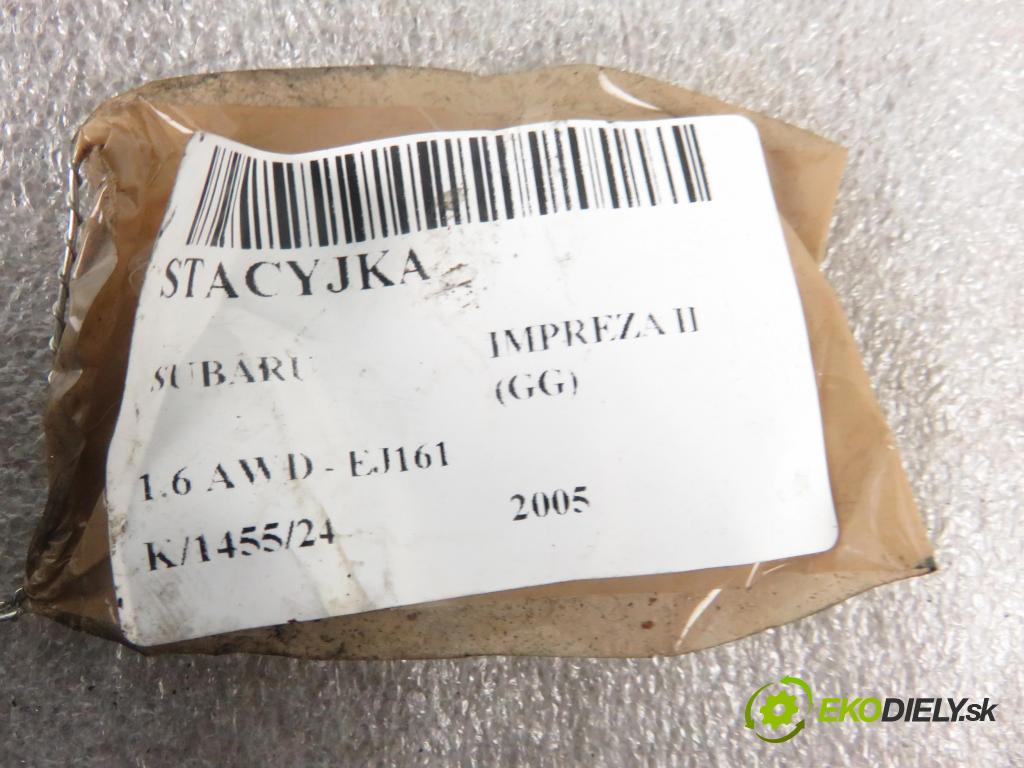 STACYJKA
SUBARU
IMPREZA II
(GG)
1.6 AWD - EJ161
K/1455/24
2005
EKODIELY.sk